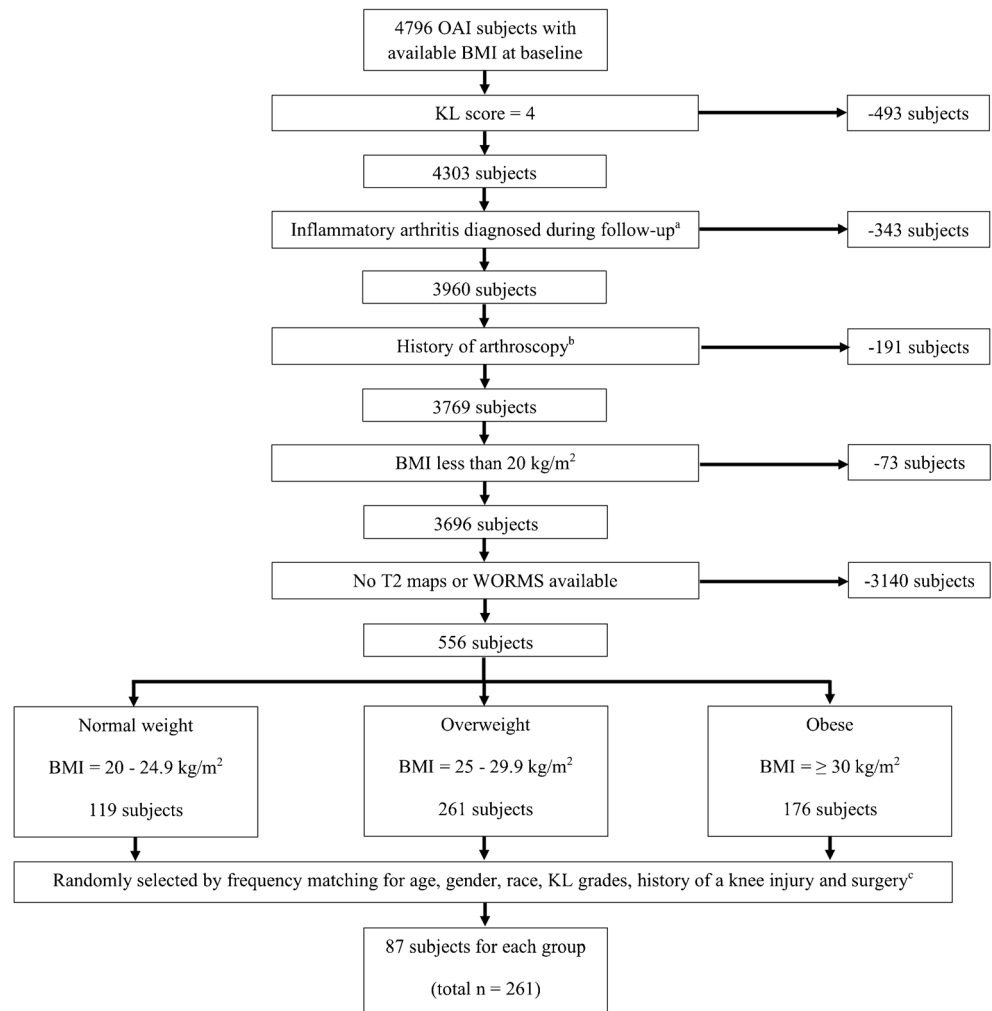 4796 OAI subjects with
available BMI at baseline
KL score = 4
-493 subjects
4303 subjects
Inflammatory arthritis diagnosed during follow-upᵃ
-343 subjects
3960 subjects
History of arthroscopyᵇ
-191 subjects
3769 subjects
BMI less than 20 kg/m²
-73 subjects
3696 subjects
No T2 maps or WORMS available
-3140 subjects
556 subjects
Normal weight
BMI = 20 - 24.9 kg/m²
119 subjects
Overweight
BMI = 25 - 29.9 kg/m²
261 subjects
Obese
BMI = ≥ 30 kg/m²
176 subjects
Randomly selected by frequency matching for age, gender, race, KL grades, history of a knee injury and surgeryᶜ
87 subjects for each group
(total n = 261)